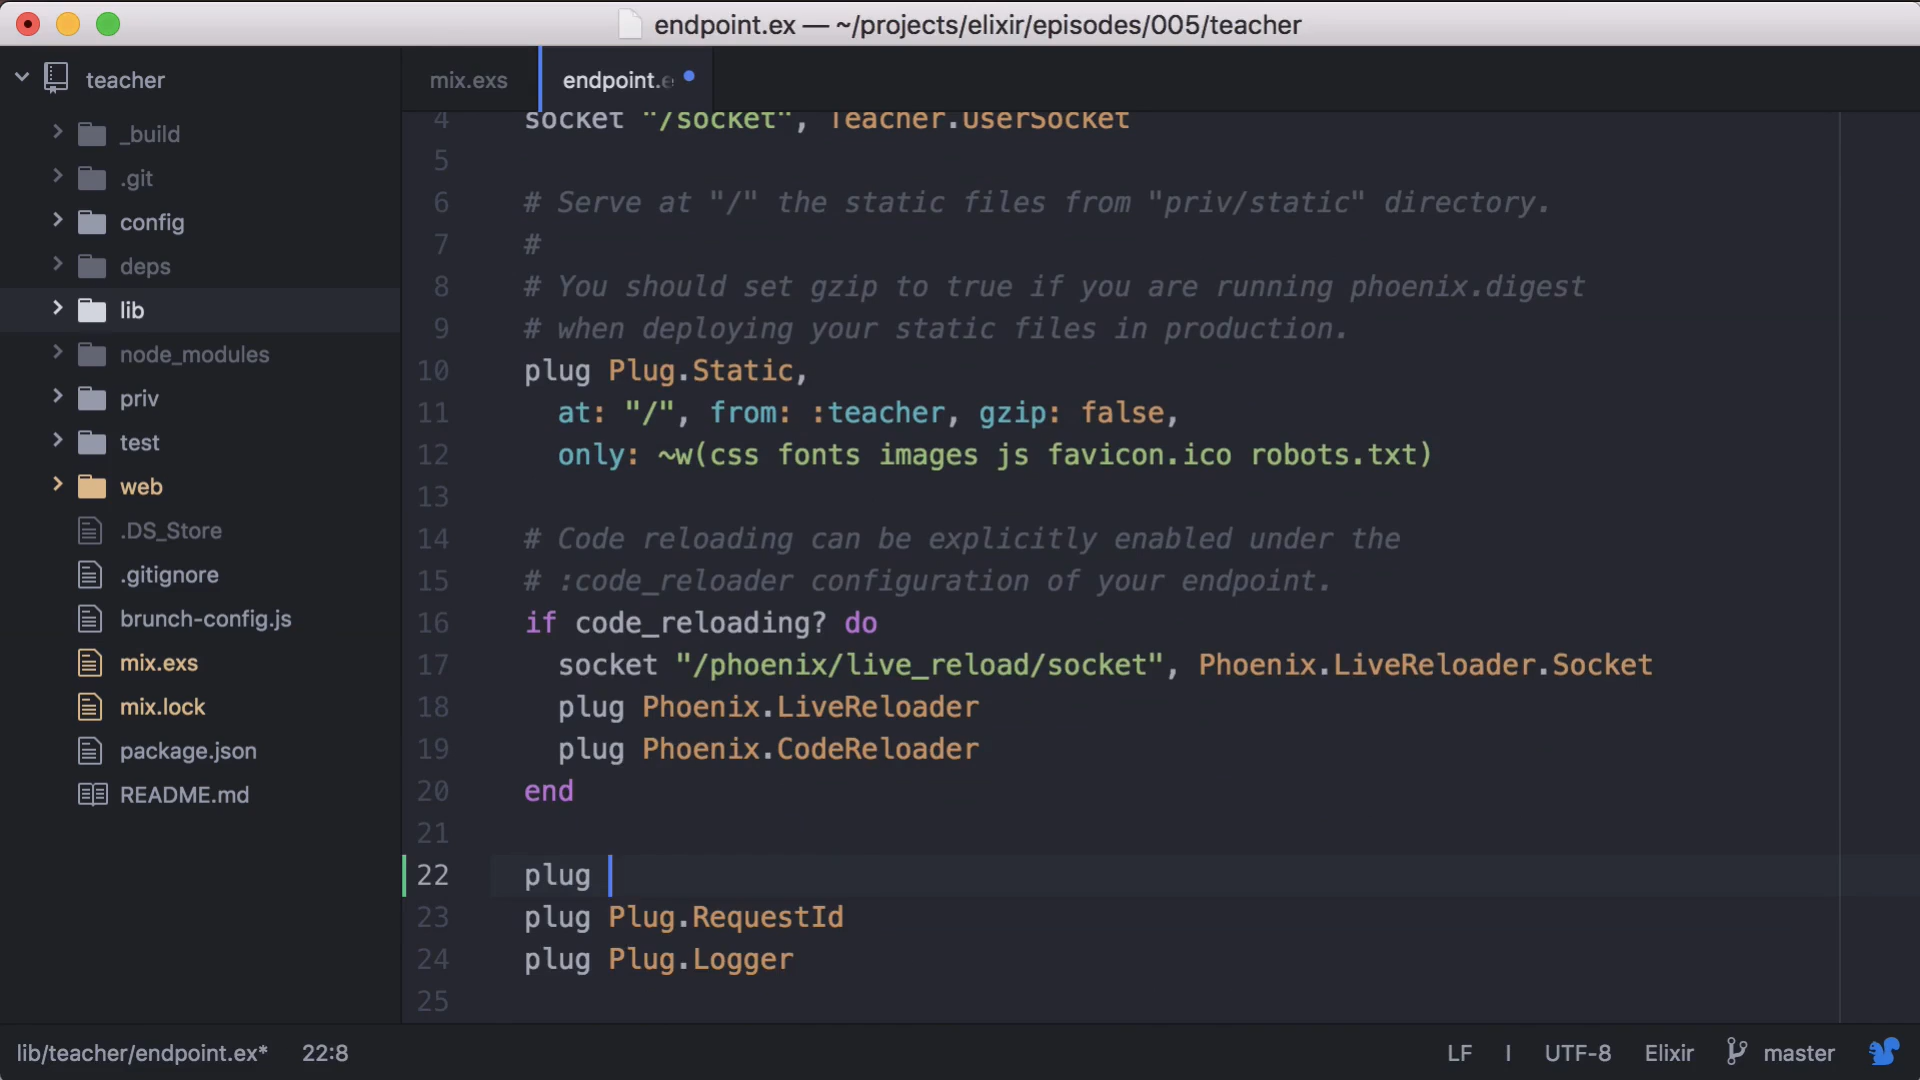 endpoint.ex — ~/projects/elixir/episodes/005/teacher
teacher
_build
.git
config
deps
lib
node_modules
priv
test
web
.DS_Store
.gitignore
brunch-config.js
mix.exs
mix.lock
package.json
README.md
mix.exs
endpoint.e
4 socket "/socket", Teacher.UserSocket
5
6 # Serve at "/" the static files from "priv/static" directory.
7 #
8 # You should set gzip to true if you are running phoenix.digest
9 # when deploying your static files in production.
10 plug Plug.Static,
11 at: "/", from: :teacher, gzip: false,
12 only: ~w(css fonts images js favicon.ico robots.txt)
13
14 # Code reloading can be explicitly enabled under the
15 # :code_reloader configuration of your endpoint.
16 if code_reloading? do
17 socket "/phoenix/live_reload/socket", Phoenix.LiveReloader.Socket
18 plug Phoenix.LiveReloader
19 plug Phoenix.CodeReloader
20 end
21
22 plug
23 plug Plug.RequestId
24 plug Plug.Logger
25
lib/teacher/endpoint.ex* 22:8 LF I UTF-8 Elixir master